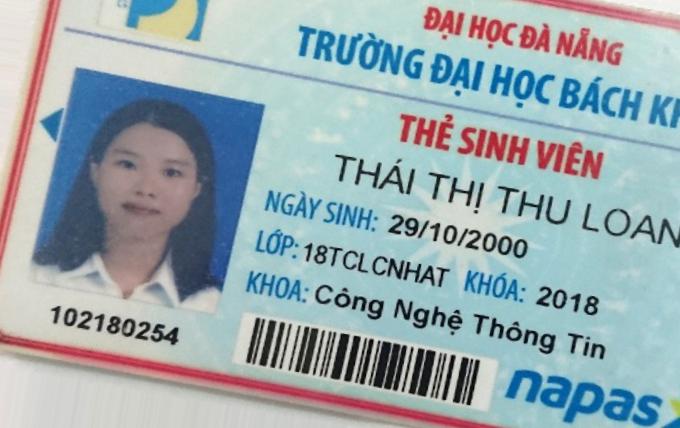 ĐẠI HỌC ĐÀ NẴNG
TRƯỜNG ĐẠI HỌC BÁCH KH
THẺ SINH VIÊN
THÁI THỊ THU LOAN
NGÀY SINH: 29/10/2000
LỚP: 18TCLCNHAT KHÓA: 2018
KHOA: Công Nghệ Thông Tin
102180254
napas